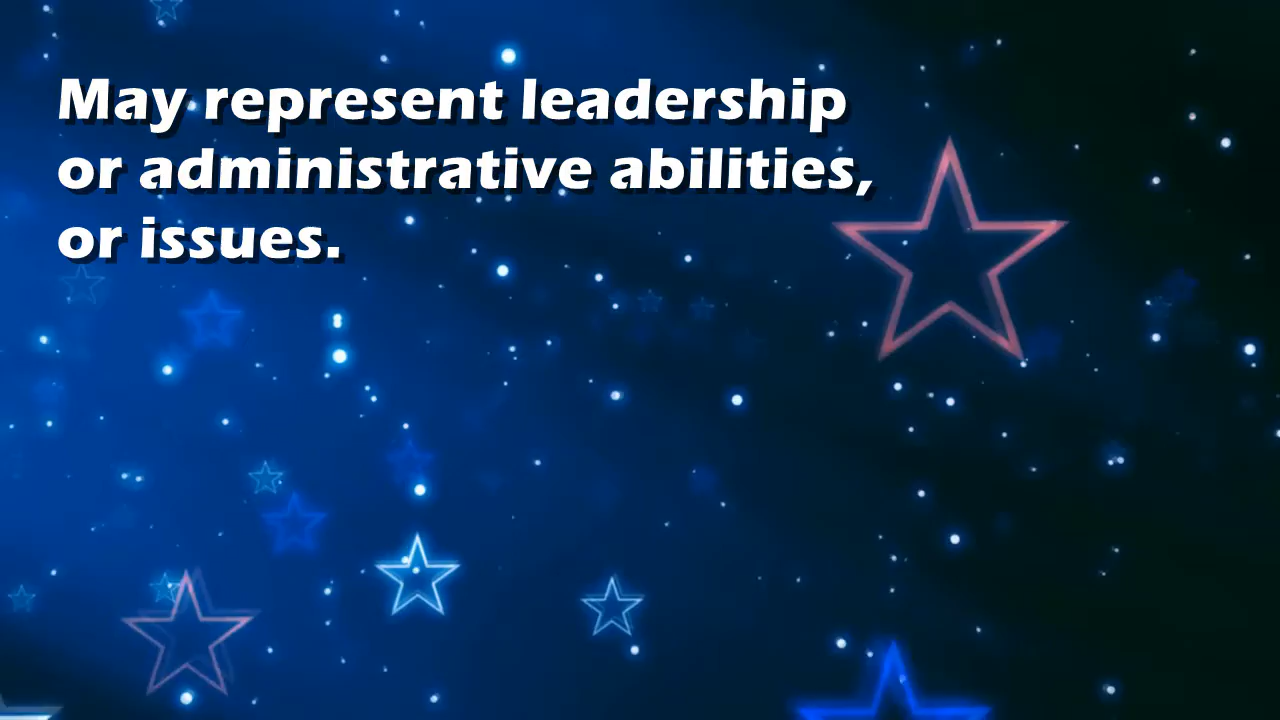 May represent leadership
or administrative abilities,
or issues.